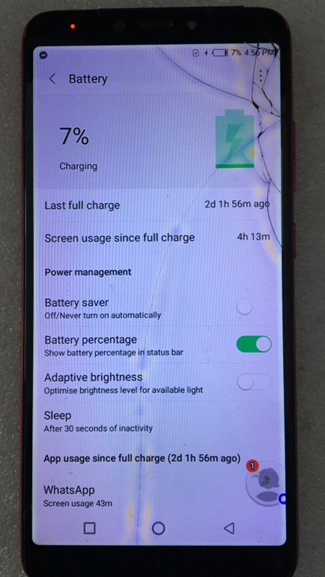 7% 4:56 PM
Battery
7%
Charging
Last full charge 2d 1h 56m ago
Screen usage since full charge 4h 13m
Power management
Battery saver
Off/Never turn on automatically
Battery percentage
Show battery percentage in status bar
Adaptive brightness
Optimise brightness level for available light
Sleep
After 30 seconds of inactivity
App usage since full charge (2d 1h 56m ago)
1
WhatsApp
Screen usage 43m